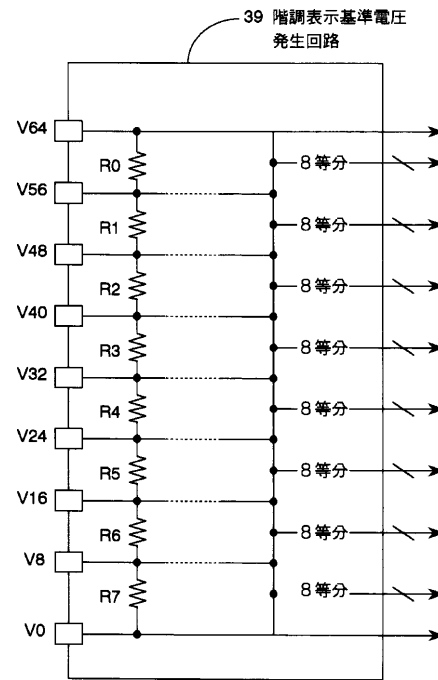 39 階調表示基準電圧
発生回路
V64
R0
8等分
V56
R1
8等分
V48
R2
8等分
V40
R3
8等分
V32
R4
8等分
V24
R5
8等分
V16
R6
8等分
V8
R7
8等分
V0